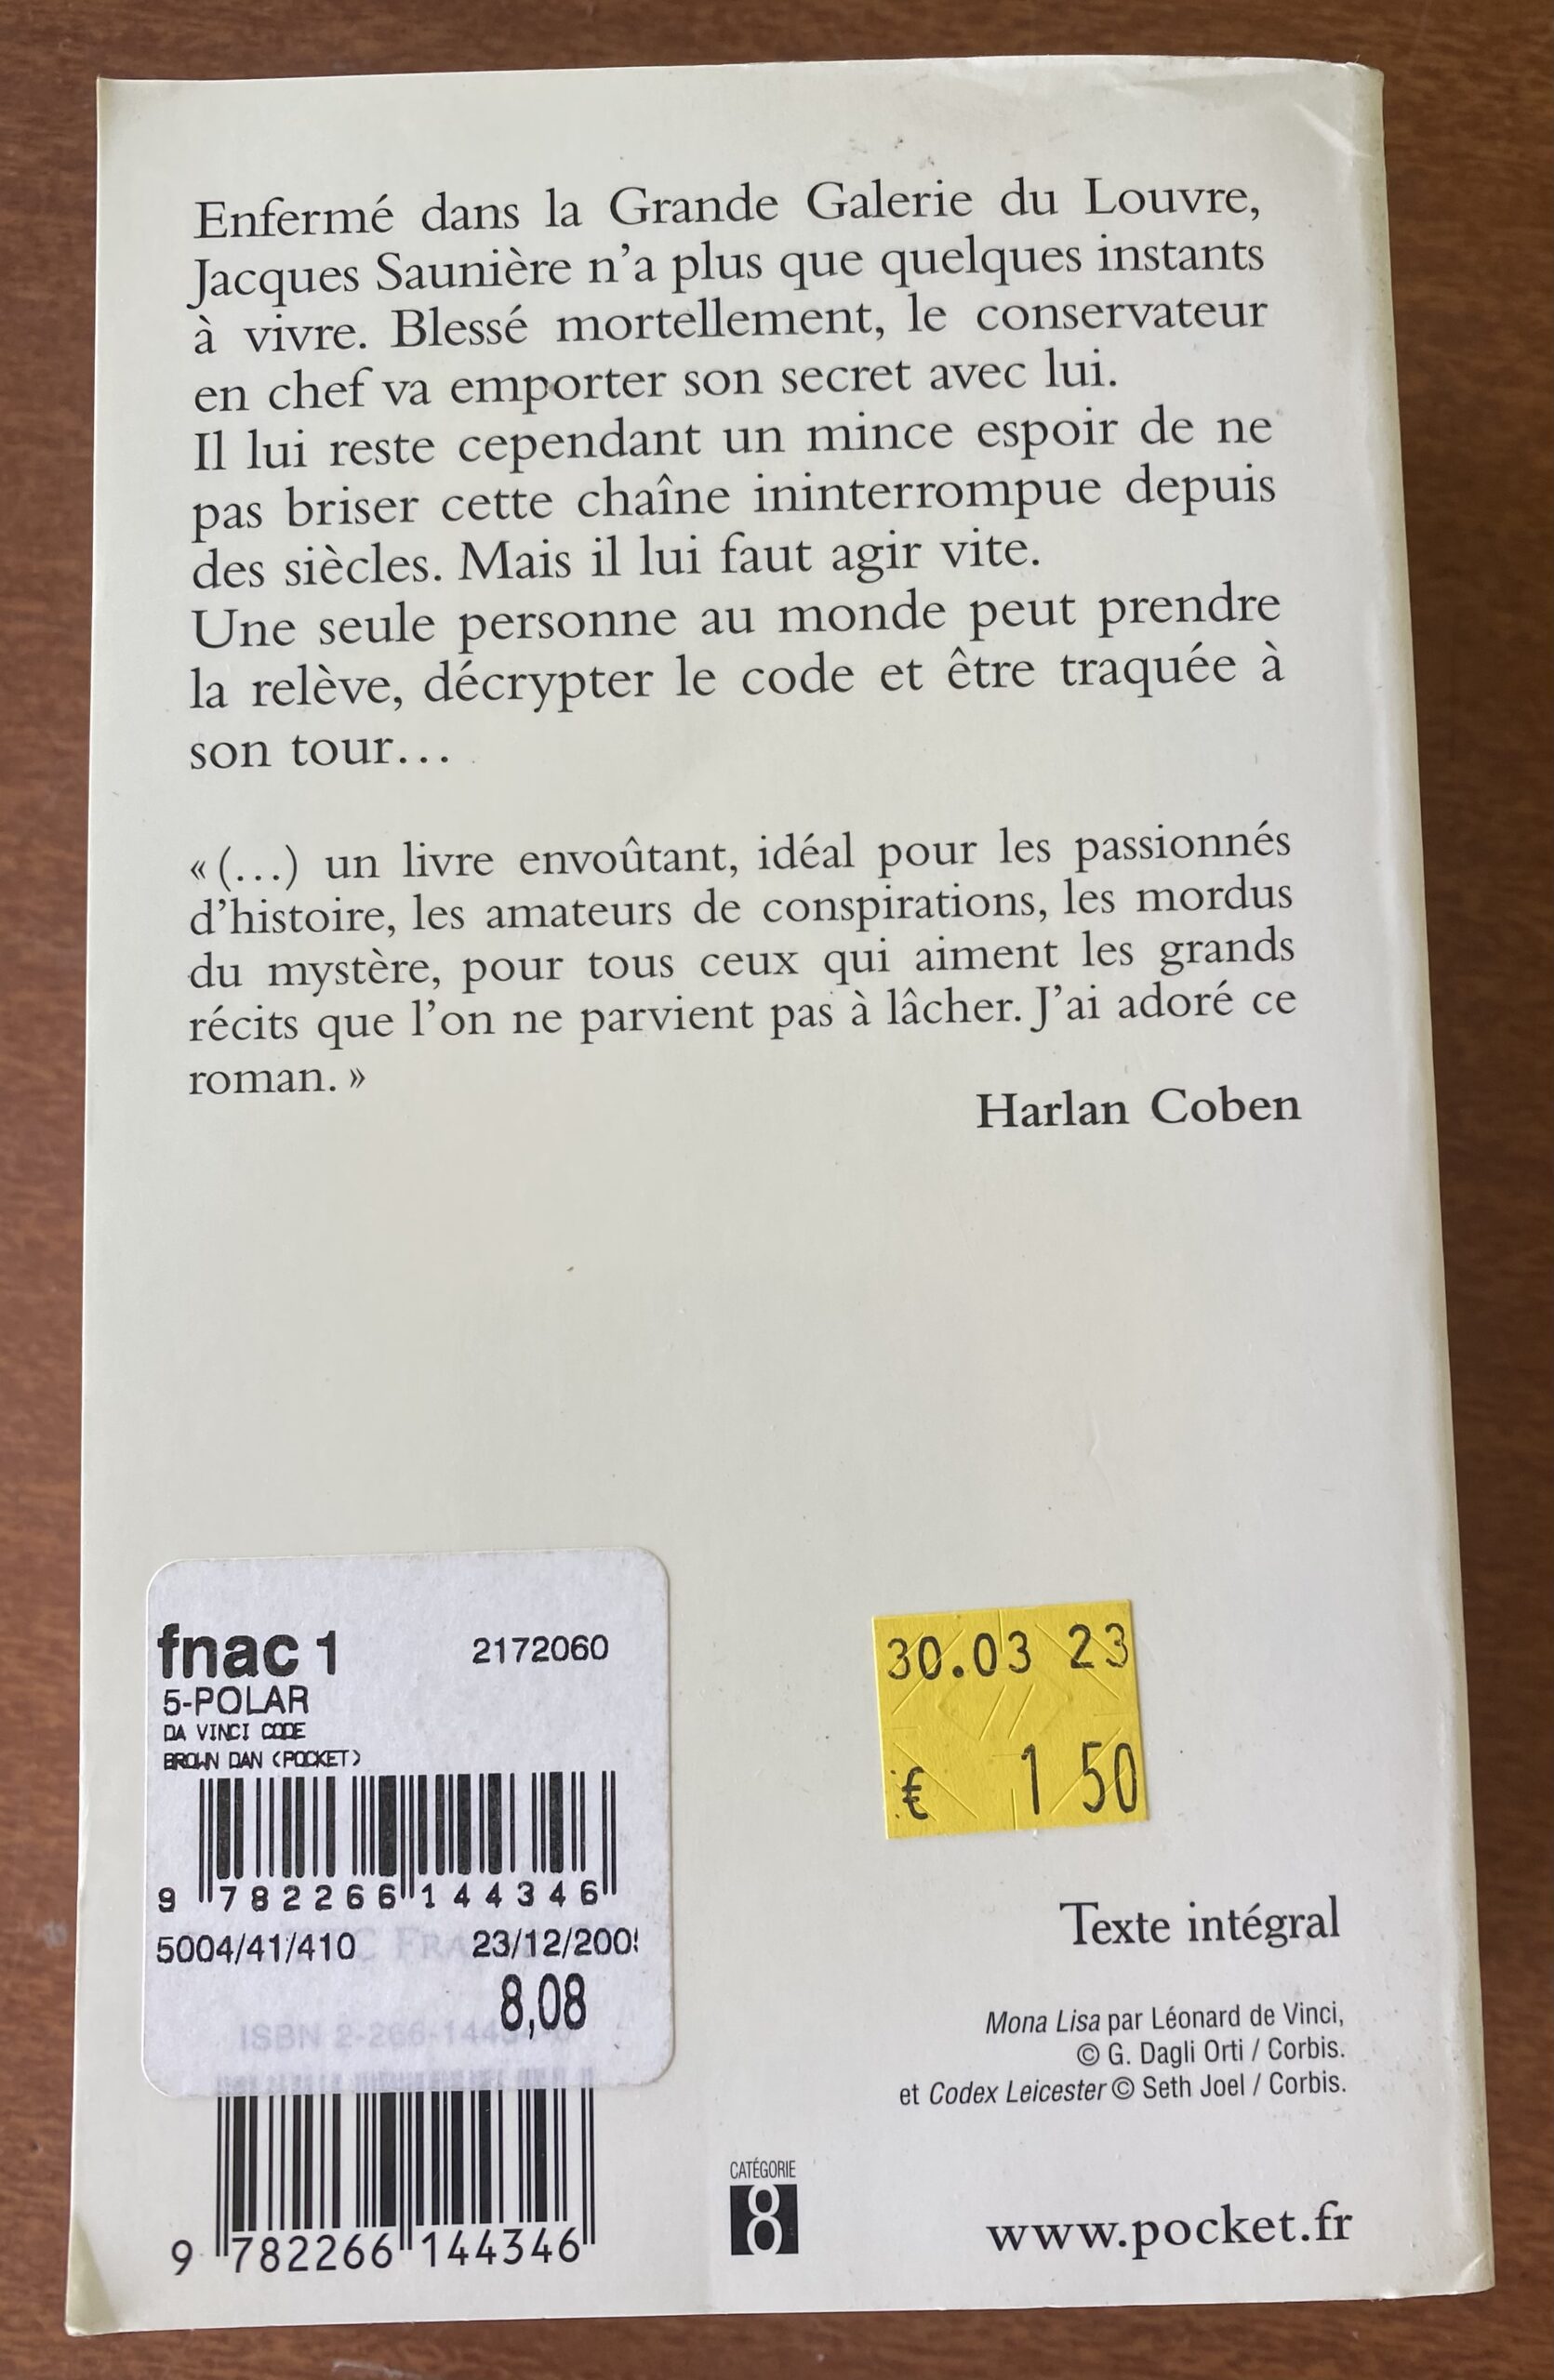 Enfermé dans la Grande Galerie du Louvre,
Jacques Saunière n’a plus que quelques instants
à vivre. Blessé mortellement, le conservateur
en chef va emporter son secret avec lui.
Il lui reste cependant un mince espoir de ne
pas briser cette chaîne ininterrompue depuis
des siècles. Mais il lui faut agir vite.
Une seule personne au monde peut prendre
la relève, décrypter le code et être traquée à
son tour…
« (…) un livre envoûtant, idéal pour les passionnés
d’histoire, les amateurs de conspirations, les mordus
du mystère, pour tous ceux qui aiment les grands
récits que l’on ne parvient pas à lâcher. J’ai adoré ce
roman. »
Harlan Coben
fnac 1 2172060
5-POLAR
DA VINCI CODE
BROWN DAN (POCKET)
9 782266 144346
5004/41/410 23/12/200
8,08
ISBN 2-266-144
9 782266 144346
30.03 23
€ 1 50
Texte intégral
Mona Lisa par Léonard de Vinci,
© G. Dagli Orti / Corbis.
et Codex Leicester © Seth Joel / Corbis.
CATÉGORIE
8
www.pocket.fr